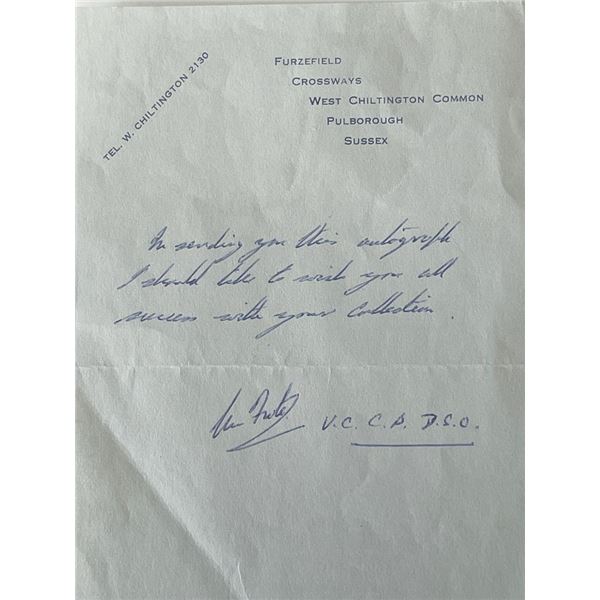 TEL. W. CHILTINGTON 2130
FURZEFIELD
CROSSWAYS
WEST CHILTINGTON COMMON
PULBOROUGH
SUSSEX
In sending you this autograph
I should like to wish you all
success with your collection.
V.C. C.B. D.S.O.